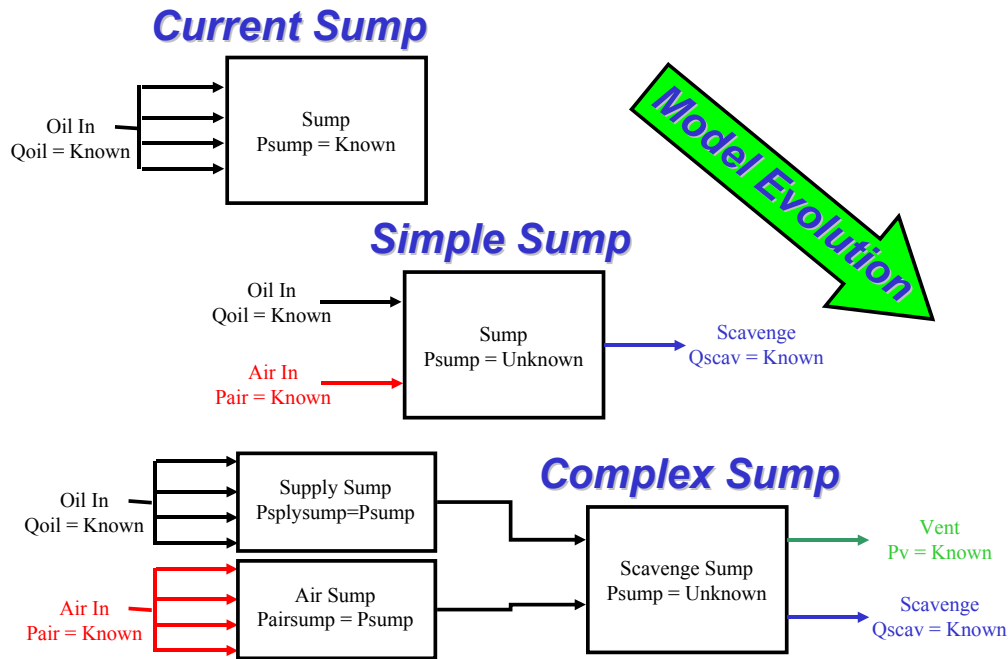 Current Sump
Oil In
Qoil = Known
Sump
Psump = Known
Model Evolution
Simple Sump
Oil In
Qoil = Known
Air In
Pair = Known
Sump
Psump = Unknown
Scavenge
Qscav = Known
Complex Sump
Oil In
Qoil = Known
Supply Sump
Psplysump=Psump
Air In
Pair = Known
Air Sump
Pairsump = Psump
Scavenge Sump
Psump = Unknown
Vent
Pv = Known
Scavenge
Qscav = Known